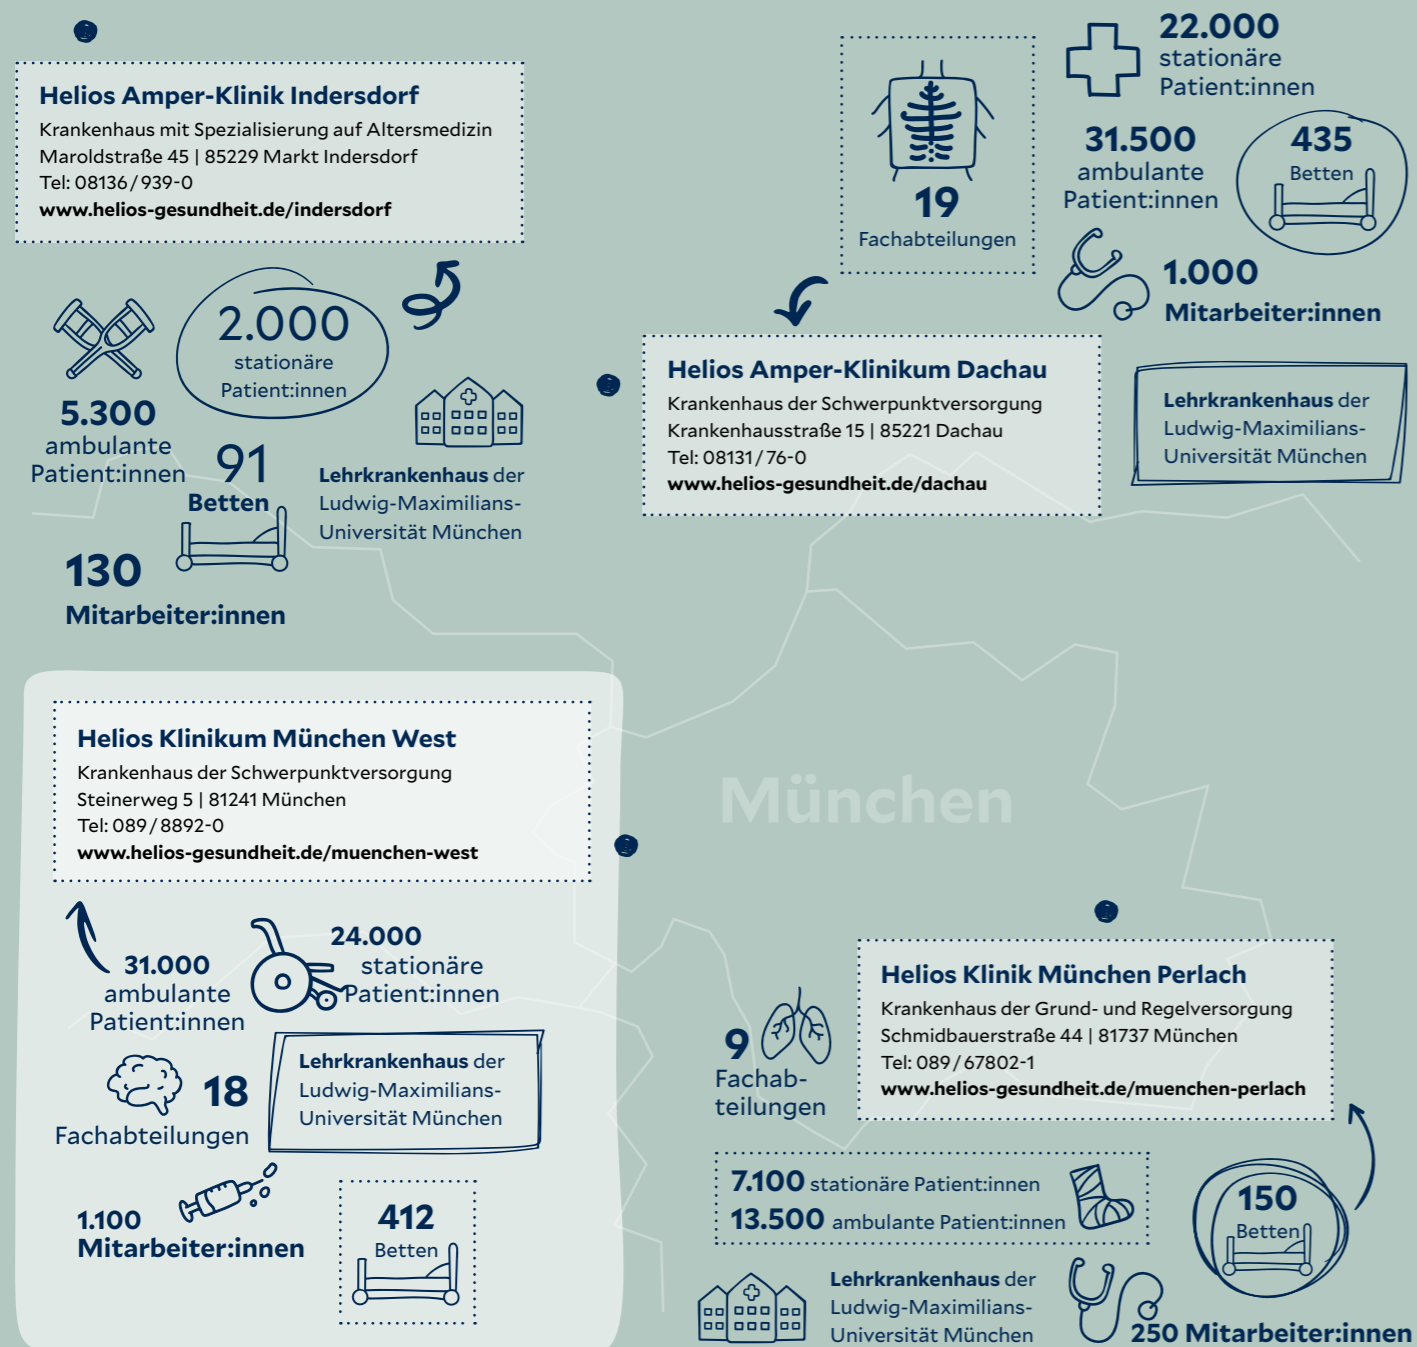 Helios Amper-Klinik Indersdorf
Krankenhaus mit Spezialisierung auf Altersmedizin
Maroldstraße 45 | 85229 Markt Indersdorf
Tel: 08136/939-0
www.helios-gesundheit.de/indersdorf
2.000
stationäre
Patient:innen
5.300
ambulante
Patient:innen
91
Betten
Lehrkrankenhaus der
Ludwig-Maximilians-
Universität München
130
Mitarbeiter:innen
19
Fachabteilungen
22.000
stationäre
Patient:innen
31.500
ambulante
Patient:innen
435
Betten
1.000
Mitarbeiter:innen
Helios Amper-Klinikum Dachau
Krankenhaus der Schwerpunktversorgung
Krankenhausstraße 15 | 85221 Dachau
Tel: 08131/76-0
www.helios-gesundheit.de/dachau
Lehrkrankenhaus der
Ludwig-Maximilians-
Universität München
Helios Klinikum München West
Krankenhaus der Schwerpunktversorgung
Steinerweg 5 | 81241 München
Tel: 089/8892-0
www.helios-gesundheit.de/muenchen-west
31.000
ambulante
Patient:innen
24.000
stationäre
Patient:innen
18
Fachabteilungen
Lehrkrankenhaus der
Ludwig-Maximilians-
Universität München
1.100
Mitarbeiter:innen
412
Betten
München
Helios Klinik München Perlach
Krankenhaus der Grund- und Regelversorgung
Schmidbauerstraße 44 | 81737 München
Tel: 089/67802-1
www.helios-gesundheit.de/muenchen-perlach
9
Fachab-
teilungen
7.100 stationäre Patient:innen
13.500 ambulante Patient:innen
150
Betten
Lehrkrankenhaus der
Ludwig-Maximilians-
Universität München
250 Mitarbeiter:innen